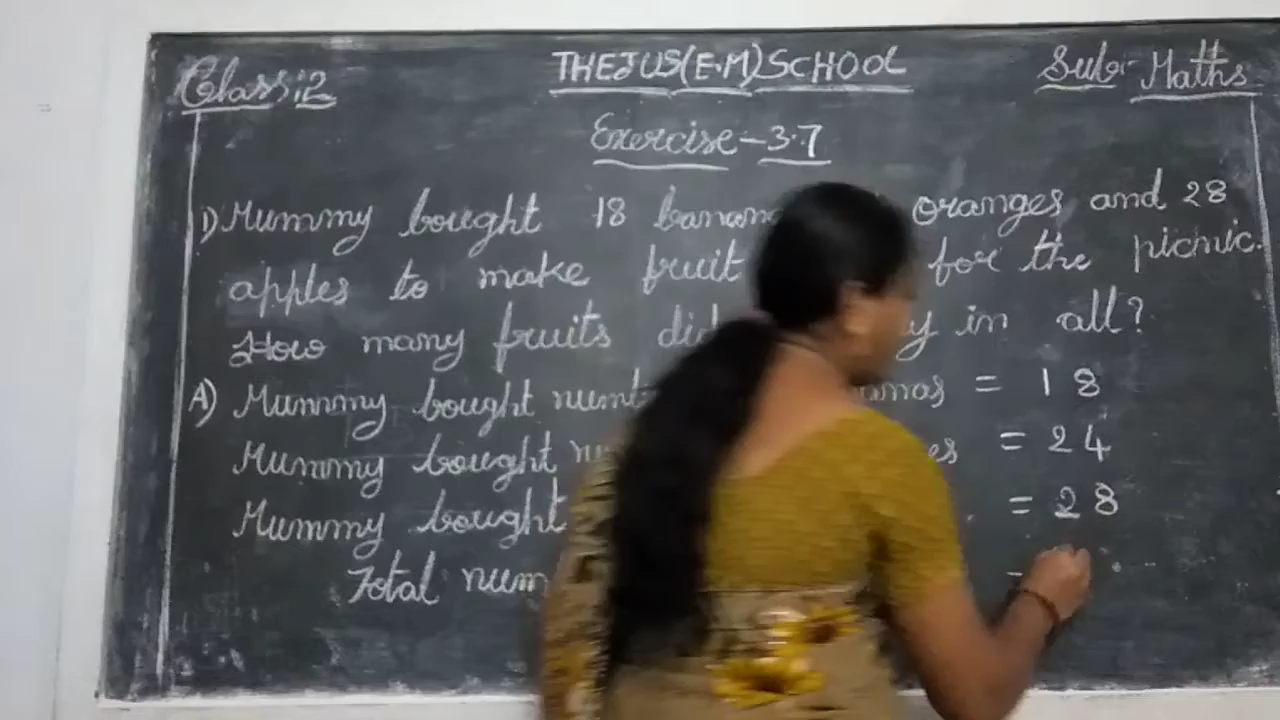 Class:2
THEJUS(E.M)SCHOOL
Sub: Maths
Exercise-3.7
1) Mummy bought 18 oranges and 28
apples to make fruit for the picnic.
How many fruits in all?
A) Mummy bought = 18
Mummy bought = 24
Mummy bought = 28
Total